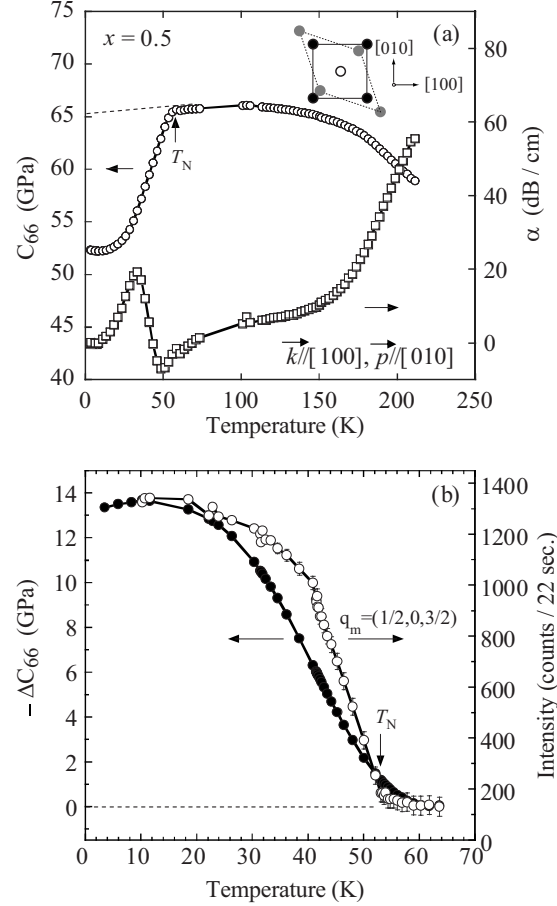 75
x = 0.5
(a)
80
[010]
[100]
70
65
60
60
T_N
55
40
50
20
45
0
k//[100], p//[010]
40
0 50 100 150 200 250
C66 (GPa)
α (dB / cm)
Temperature (K)
(b)
14
1400
12
1200
10
1000
8
q_m=(1/2,0,3/2)
800
6
600
4
T_N
400
2
200
0
0
0 10 20 30 40 50 60 70
− ΔC66 (GPa)
Intensity (counts / 22 sec.)
Temperature (K)